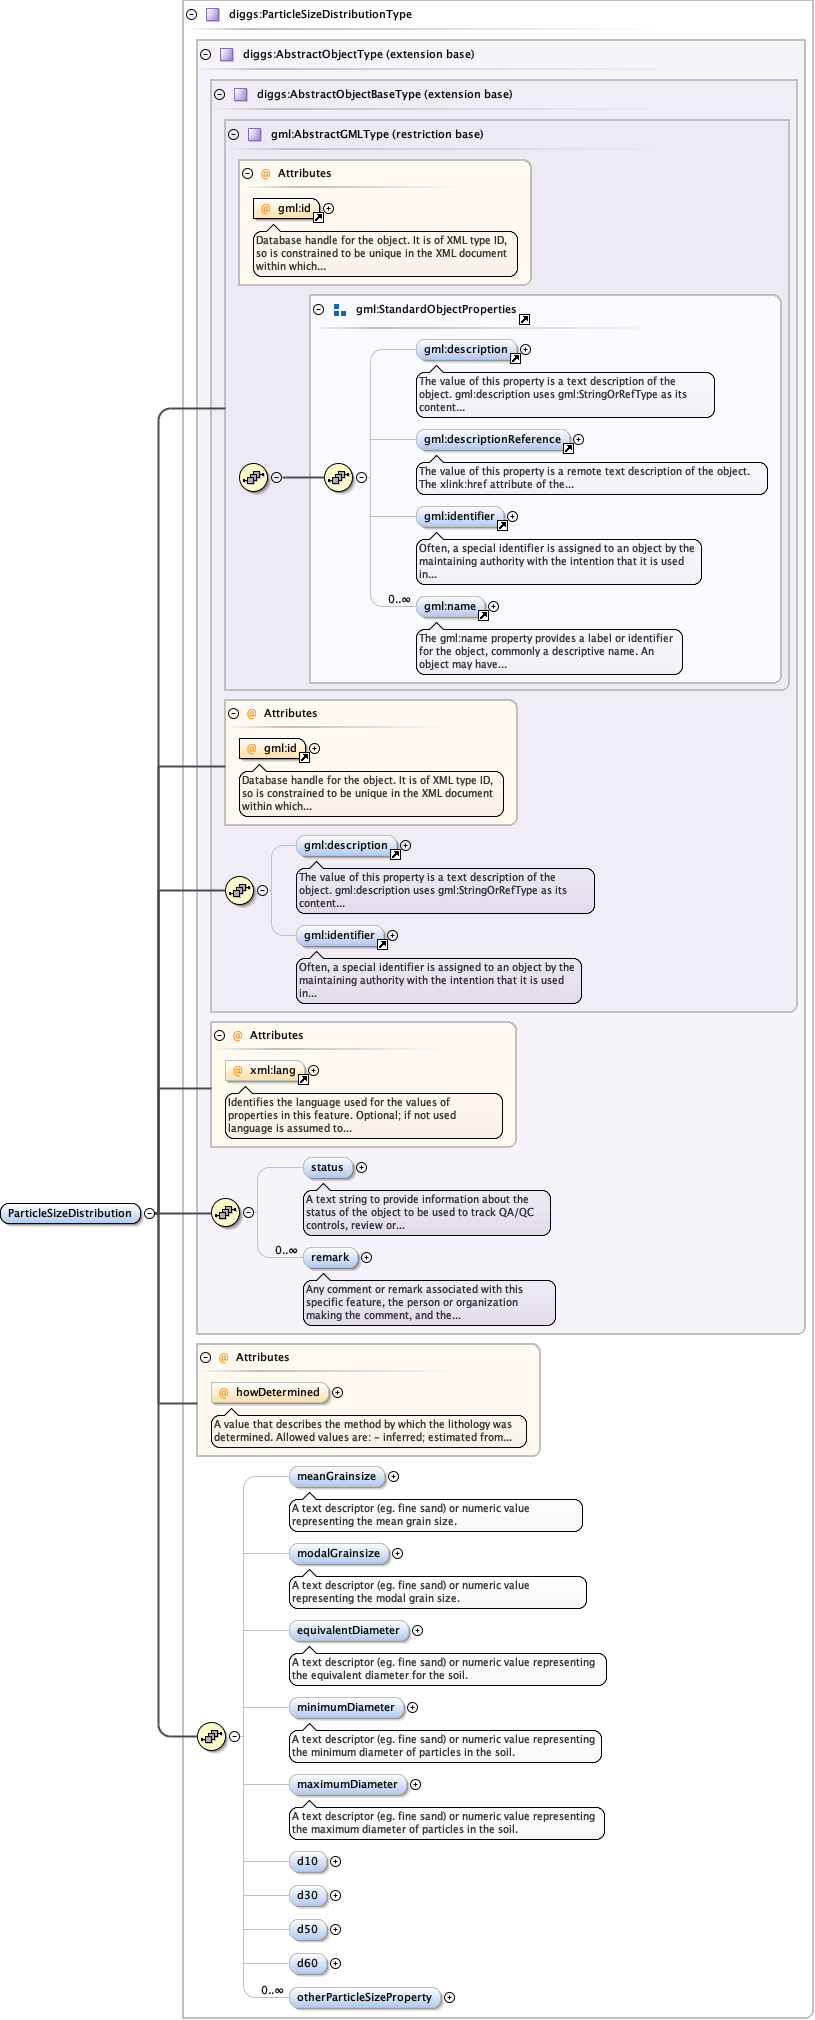 diggs:ParticleSizeDistributionType
diggs:AbstractObjectType (extension base)
diggs:AbstractObjectBaseType (extension base)
gml:AbstractGMLType (restriction base)
@ Attributes
@ gml:id
Database handle for the object. It is of XML type ID,
so is constrained to be unique in the XML document
within which...
gml:StandardObjectProperties
gml:description
The value of this property is a text description of the
object. gml:description uses gml:StringOrRefType as its
content...
gml:descriptionReference
The value of this property is a remote text description of the object.
The xlink:href attribute of the...
gml:identifier
Often, a special identifier is assigned to an object by the
maintaining authority with the intention that it is used
in...
0..∞ gml:name
The gml:name property provides a label or identifier
for the object, commonly a descriptive name. An
object may have...
@ Attributes
@ gml:id
Database handle for the object. It is of XML type ID,
so is constrained to be unique in the XML document
within which...
gml:description
The value of this property is a text description of the
object. gml:description uses gml:StringOrRefType as its
content...
gml:identifier
Often, a special identifier is assigned to an object by the
maintaining authority with the intention that it is used
in...
@ Attributes
@ xml:lang
Identifies the language used for the values of
properties in this feature. Optional; if not used
language is assumed to...
status
A text string to provide information about the
status of the object to be used to track QA/QC
controls, review or...
ParticleSizeDistribution
0..∞ remark
Any comment or remark associated with this
specific feature, the person or organization
making the comment, and the...
@ Attributes
@ howDetermined
A value that describes the method by which the lithology was
determined. Allowed values are: - inferred; estimated from...
meanGrainsize
A text descriptor (eg. fine sand) or numeric value
representing the mean grain size.
modalGrainsize
A text descriptor (eg. fine sand) or numeric value
representing the modal grain size.
equivalentDiameter
A text descriptor (eg. fine sand) or numeric value representing
the equivalent diameter for the soil.
minimumDiameter
A text descriptor (eg. fine sand) or numeric value representing
the minimum diameter of particles in the soil.
maximumDiameter
A text descriptor (eg. fine sand) or numeric value representing
the maximum diameter of particles in the soil.
d10
d30
d50
d60
0..∞ otherParticleSizeProperty